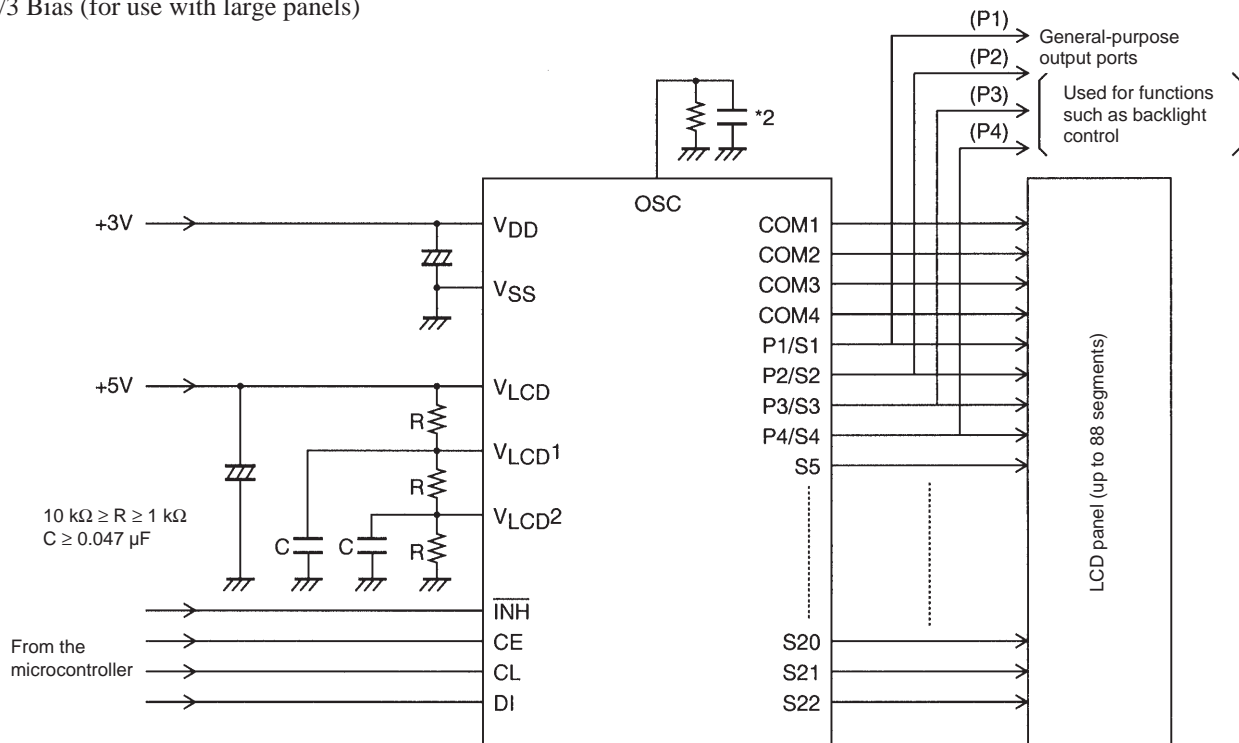 /3 Bias (for use with large panels)
(P1)
General-purpose
output ports
(P2)
(P3)
Used for functions
such as backlight
control
(P4)
*2
OSC
+3V
VDD
VSS
+5V
VLCD
R
VLCD1
R
VLCD2
R
C
C
10 kΩ ≥ R ≥ 1 kΩ
C ≥ 0.047 µF
INH
From the
microcontroller
CE
CL
DI
COM1
COM2
COM3
COM4
P1/S1
P2/S2
P3/S3
P4/S4
S5
S20
S21
S22
LCD panel (up to 88 segments)